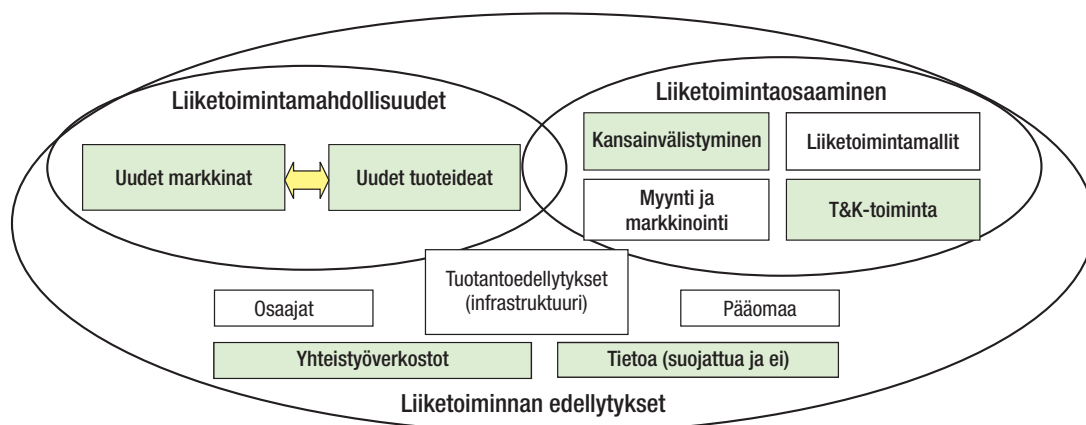 Liiketoimintamahdollisuudet
Uudet markkinat
Uudet tuoteideat
Liiketoimintaosaaminen
Kansainvälistyminen
Liiketoimintamallit
Myynti ja
markkinointi
T&K-toiminta
Tuotantoedellytykset
(infrastruktuuri)
Osaajat
Pääomaa
Yhteistyöverkostot
Tietoa (suojattua ja ei)
Liiketoiminnan edellytykset